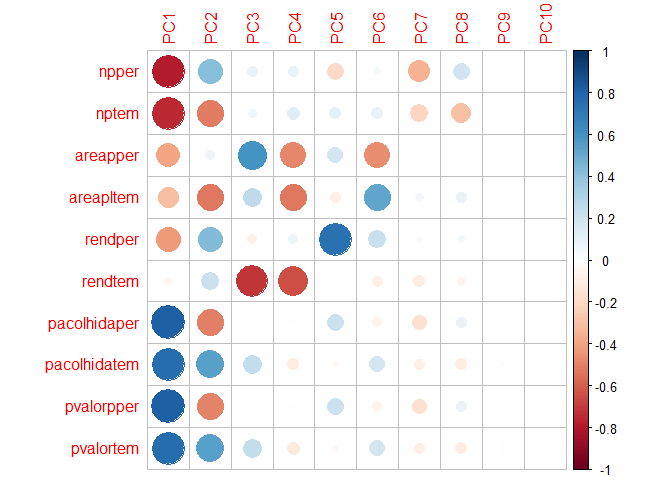 PC1 PC2 PC3 PC4 PC5 PC6 PC7 PC8 PC9 PC10
npper
nptem
areapper
areapltem
rendper
rendtem
pacolhidaper
pacolhidatem
pvalorpper
pvalortem
1
0.8
0.6
0.4
0.2
0
-0.2
-0.4
-0.6
-0.8
-1